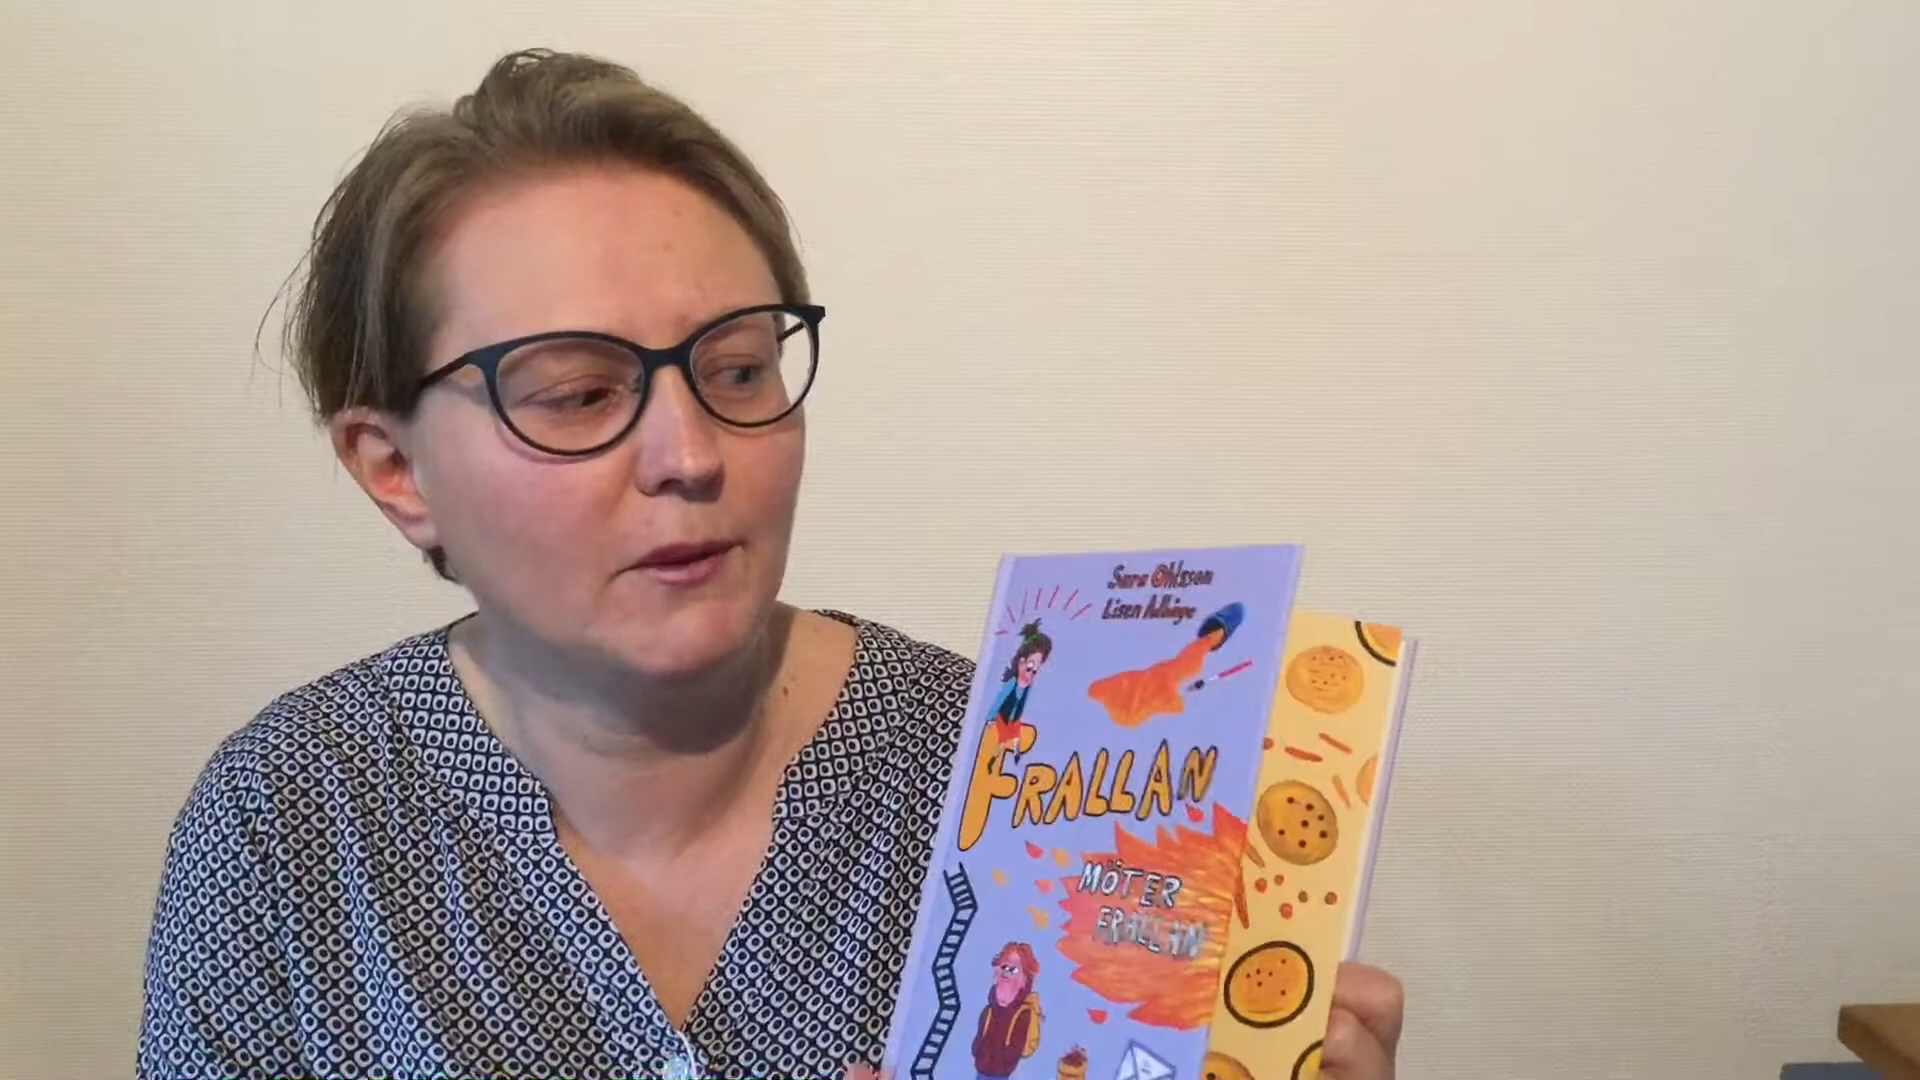 Sara Ohlsson
Lisen Adbåge
FRALLAN
MÖTER
FRALLAN